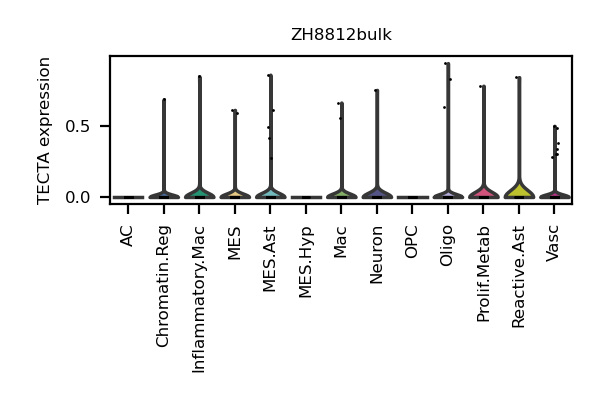 ZH8812bulk
TECTA expression
0.5
0.0
AC
Chromatin.Reg
Inflammatory.Mac
MES
MES.Ast
MES.Hyp
Mac
Neuron
OPC
Oligo
Prolif.Metab
Reactive.Ast
Vasc